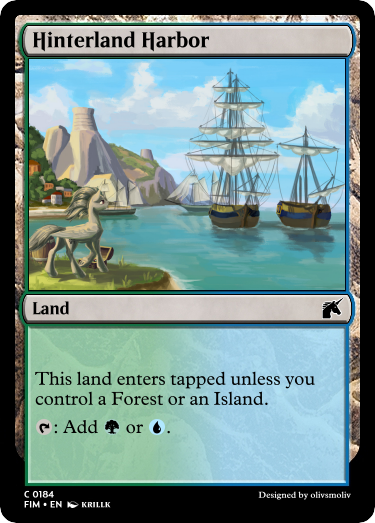 Hinterland Harbor
Land
This land enters tapped unless you
control a Forest or an Island.
: Add or .
C 0184
FIM • EN KRILLK
Designed by olivsmoliv